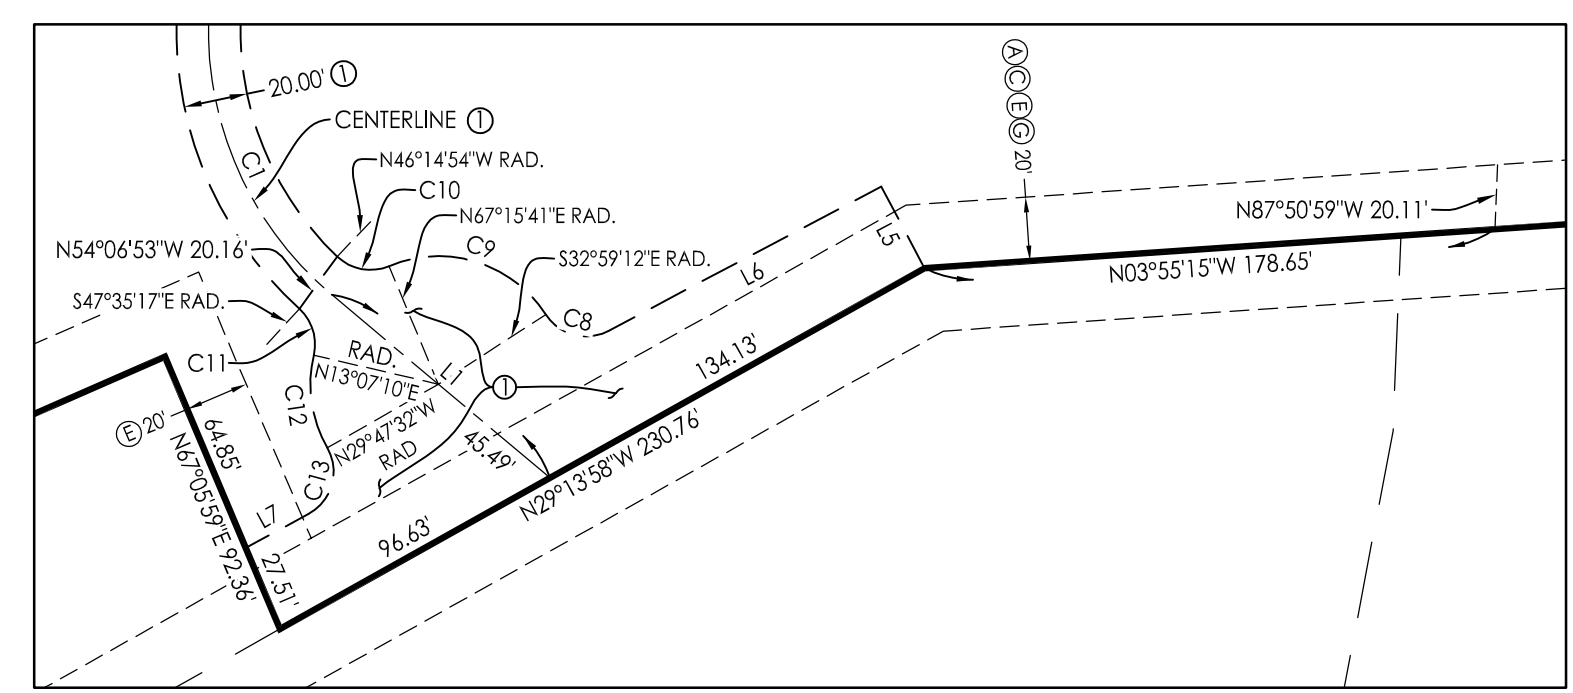 20.00' ①
CENTERLINE ①
C1
N46°14'54"W RAD.
C10
N67°15'41"E RAD.
C9
S32°59'12"E RAD.
N54°06'53"W 20.16'
S47°35'17"E RAD.
C11
C8
L6
L5
Ⓐ Ⓒ Ⓔ Ⓖ 20'
N87°50'59"W 20.11'
N03°55'15"W 178.65'
RAD.
N13°07'10"E
L1
①
C12
N29°47'32"W
RAD
C13
45.49'
134.13'
N29°13'58"W 230.76'
96.63'
Ⓔ 20'
64.85'
N67°05'59"E 92.36'
L7
27.51'